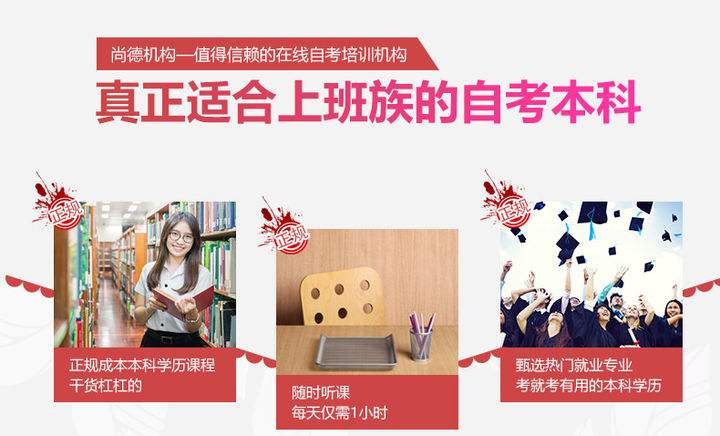 尚德机构—值得信赖的在线自考培训机构
真正适合上班族的自考本科
正规
正规
正规
正规成本本科学历课程
干货杠杠的
随时听课
每天仅需1小时
甄选热门就业专业
考就考有用的本科学历